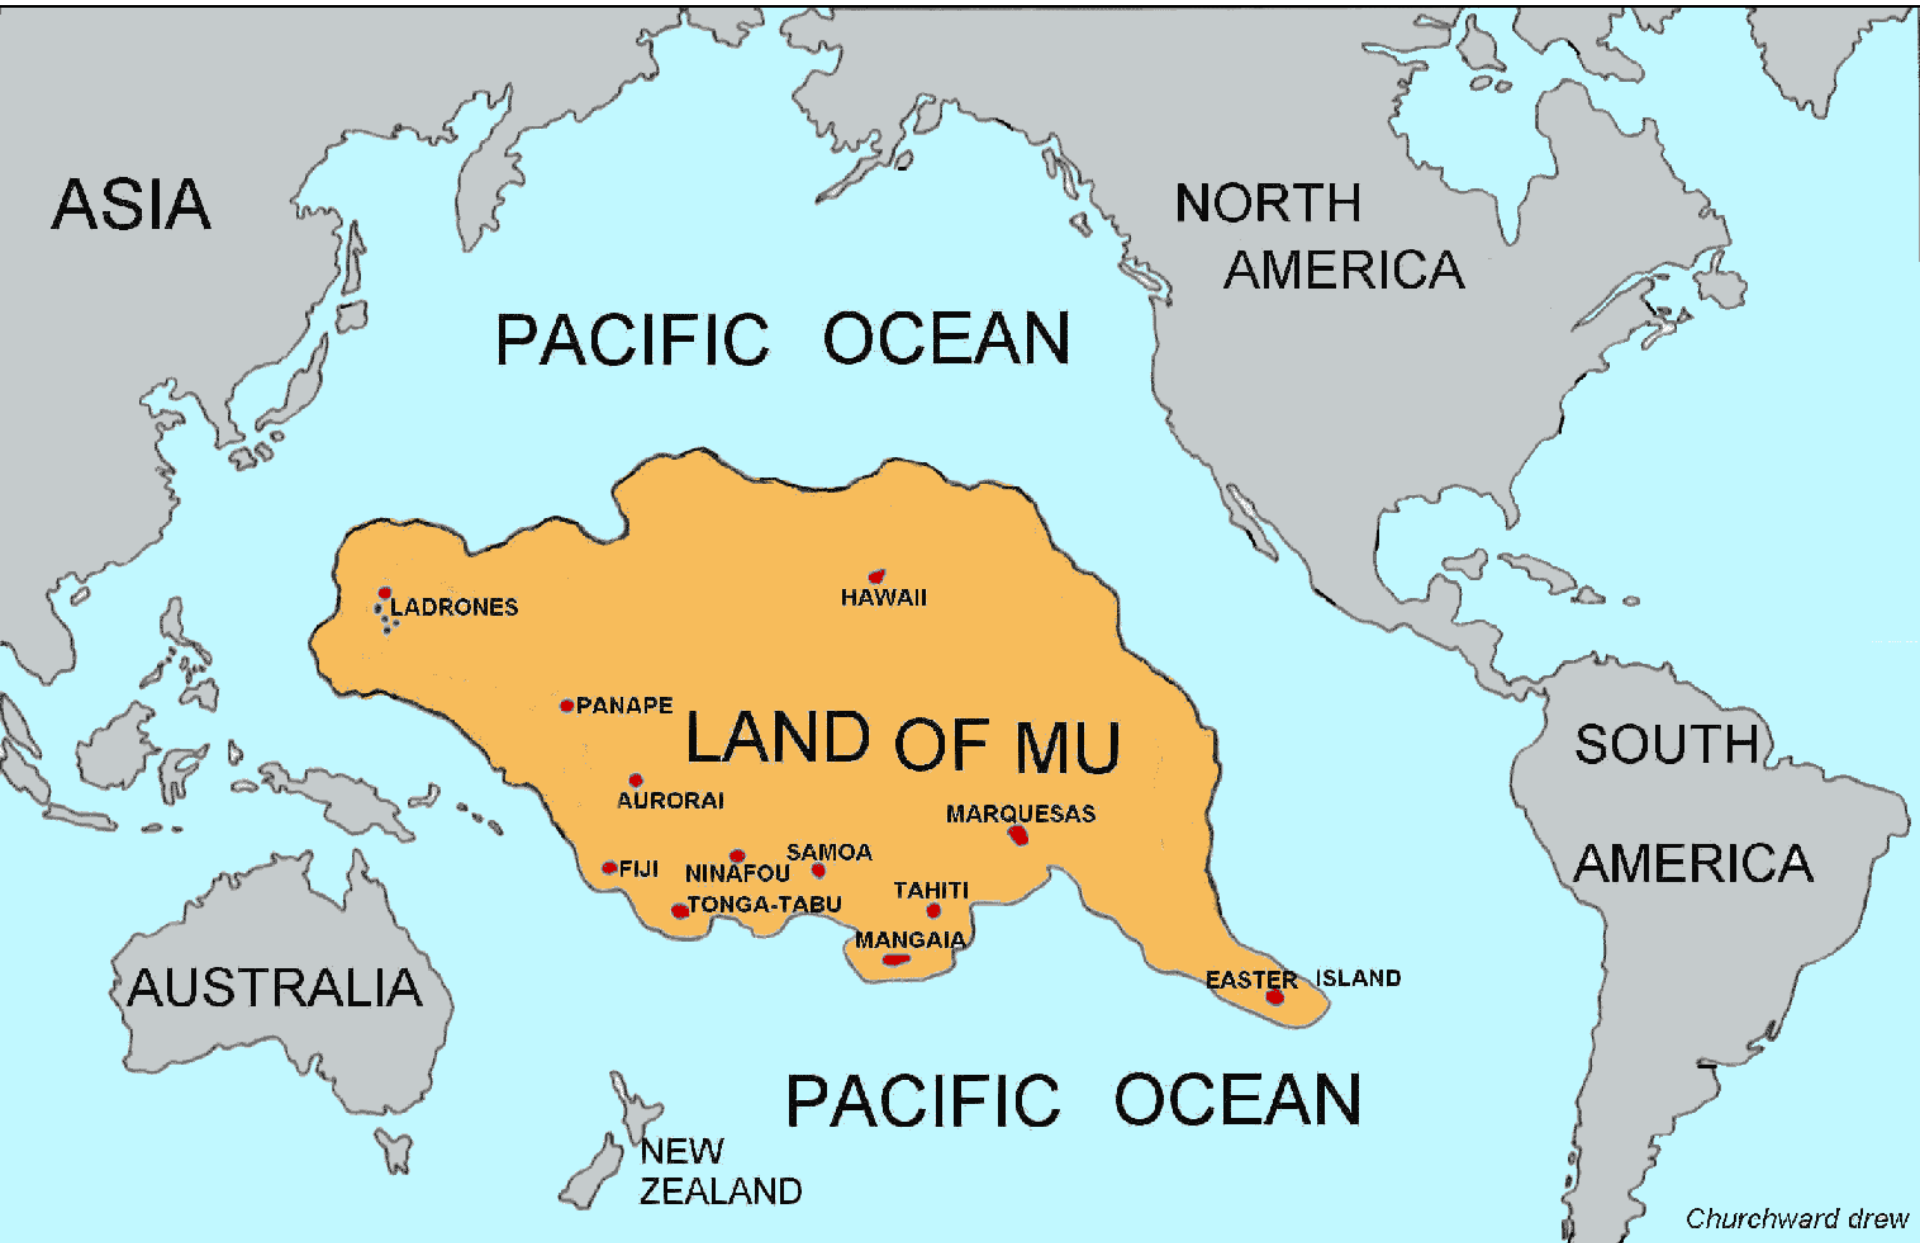 ASIA
NORTH
AMERICA
PACIFIC OCEAN
HAWAII
LADRONES
PANAPE
LAND OF MU
SOUTH
AURORAI
MARQUESAS
SAMOA
AMERICA
FIJI
NINAFOU
TAHITI
TONGA-TABU
MANGAIA
EASTER ISLAND
AUSTRALIA
PACIFIC OCEAN
NEW
ZEALAND
Churchward drew